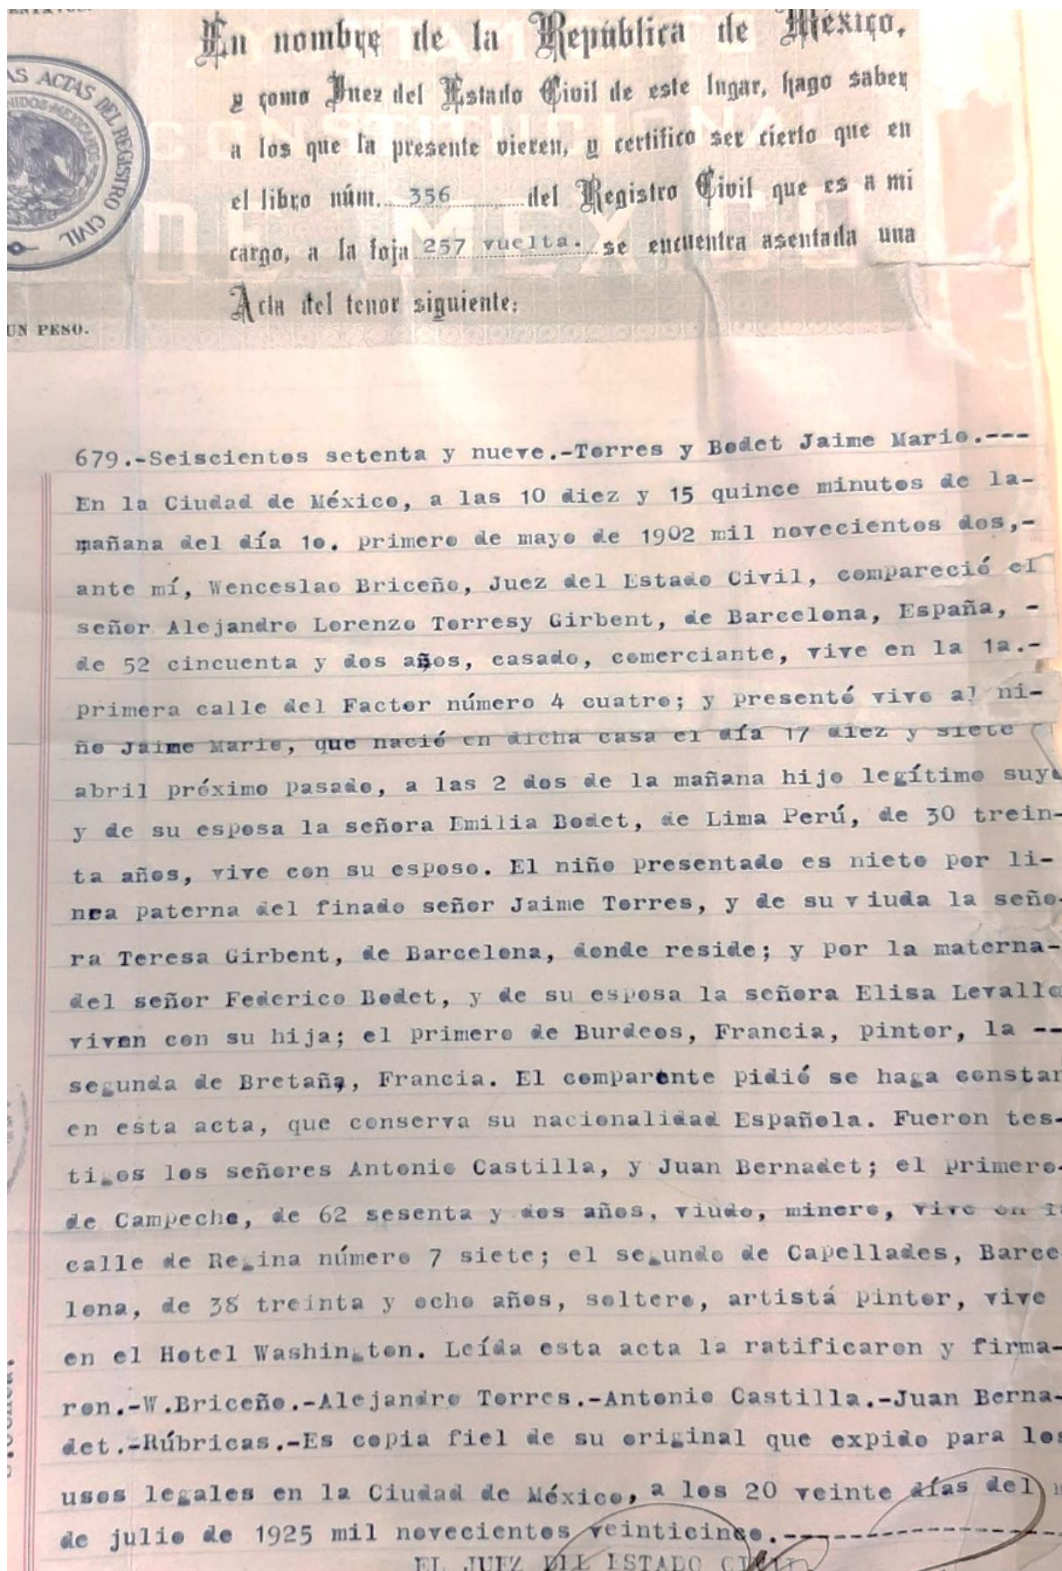 En nombre de la República de México,
y como Juez del Estado Civil de este lugar, hago saber
a los que la presente vieren, y certifico ser cierto que en
el libro núm. 356 del Registro Civil que es a mi
cargo, a la foja 257 vuelta. se encuentra asentada una
Acta del tenor siguiente:
AS ACTAS DEL REGISTRO CIVIL
UNIDOS MEXICANOS
UN PESO.
679.-Seiscientos setenta y nueve.-Torres y Bodet Jaime Mario.---
En la Ciudad de México, a las 10 diez y 15 quince minutos de la-
mañana del día 1o. primero de mayo de 1902 mil novecientos dos,-
ante mí, Wenceslao Briceño, Juez del Estado Civil, compareció el
señor Alejandro Lorenzo Torresy Girbent, de Barcelona, España, -
de 52 cincuenta y dos años, casado, comerciante, vive en la 1a.-
primera calle del Factor número 4 cuatro; y presentó vivo al ni-
ño Jaime Mario, que nació en dicha casa el día 17 diez y siete
abril próximo pasado, a las 2 dos de la mañana hijo legítimo suyo
y de su esposa la señora Emilia Bodet, de Lima Perú, de 30 trein-
ta años, vive con su esposo. El niño presentado es nieto por li-
nea paterna del finado señor Jaime Torres, y de su viuda la seño-
ra Teresa Girbent, de Barcelona, donde reside; y por la materna-
del señor Federico Bodet, y de su esposa la señora Elisa Levallo
viven con su hija; el primero de Burdeos, Francia, pintor, la --
segunda de Bretaña, Francia. El comparente pidió se haga constar
en esta acta, que conserva su nacionalidad Española. Fueron tes-
tigos los señores Antonio Castilla, y Juan Bernadet; el primero-
de Campeche, de 62 sesenta y dos años, viudo, minero, vive en la
calle de Regina número 7 siete; el segundo de Capellades, Barce
lona, de 38 treinta y ocho años, soltero, artistá pintor, vive
en el Hotel Washington. Leída esta acta la ratificaron y firma-
ron.-W.Briceño.-Alejandro Torres.-Antonio Castilla.-Juan Berna-
det.-Rúbricas.-Es copia fiel de su original que expido para los
usos legales en la Ciudad de México, a los 20 veinte días del
de julio de 1925 mil novecientos veinticinco.-----------------
EL JUEZ DEL ESTADO CIVIL